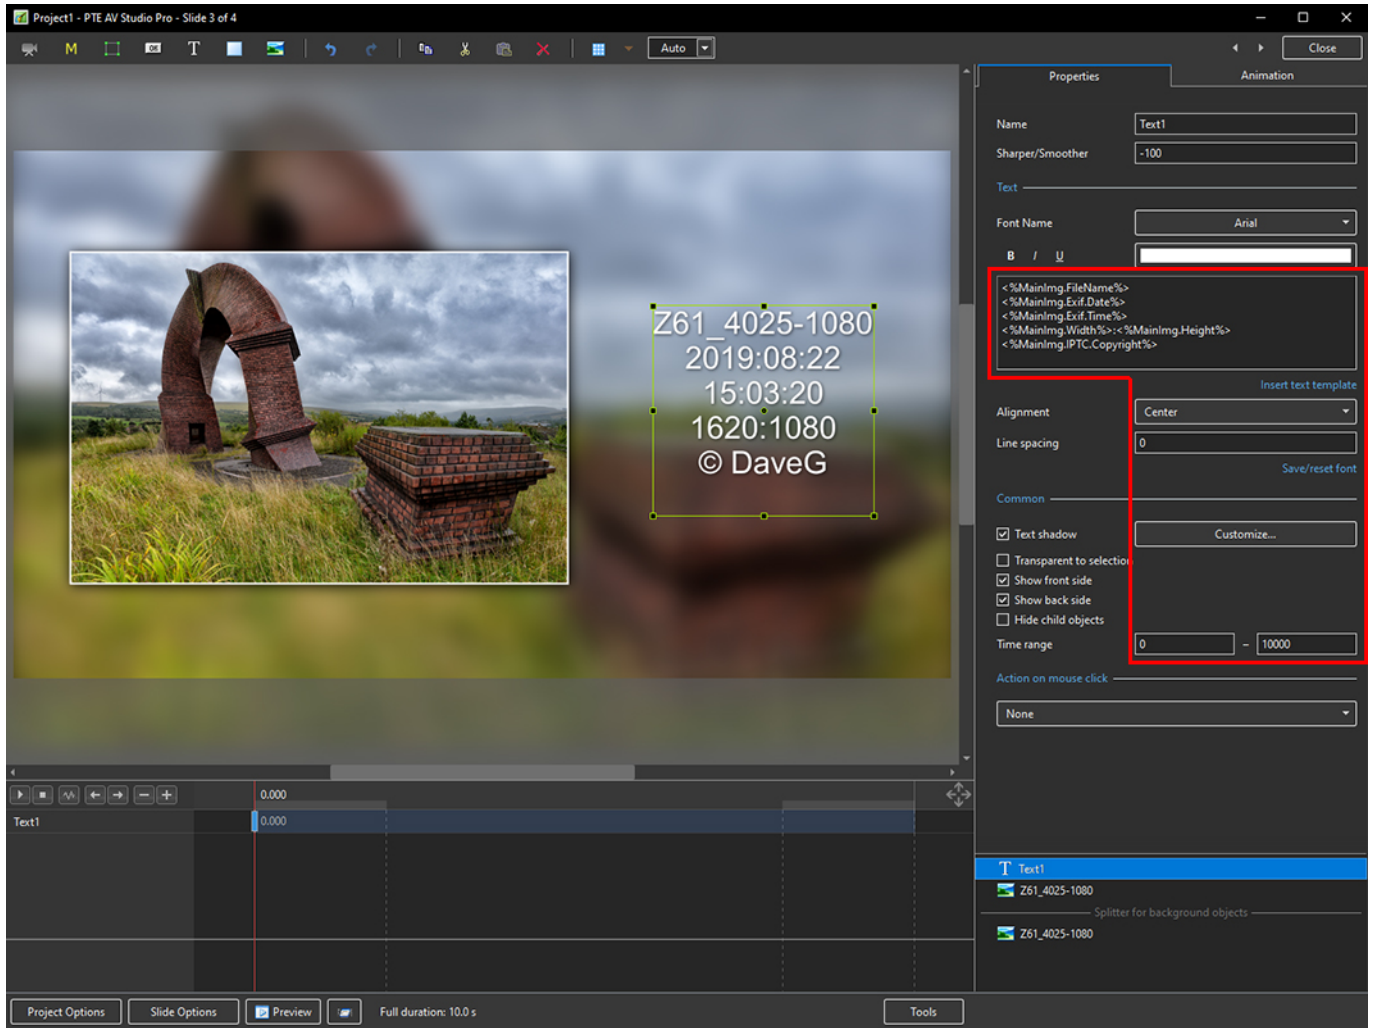 Project1 - PTE AV Studio Pro - Slide 3 of 4
M
OK
T
Auto
Close
Properties
Animation
Name
Text1
Sharper/Smoother
-100
Text
Font Name
Arial
B I U
<%MainImg.FileName%>
<%MainImg.Exif.Date%>
<%MainImg.Exif.Time%>
<%MainImg.Width%>:<%MainImg.Height%>
<%MainImg.IPTC.Copyright%>
Insert text template
Alignment
Center
Line spacing
0
Save/reset font
Common
Text shadow
Customize...
Transparent to selection
Show front side
Show back side
Hide child objects
Time range
0 – 10000
Action on mouse click
None
Z61_4025-1080
2019:08:22
15:03:20
1620:1080
© DaveG
0.000
Text1
0.000
T Text1
Z61_4025-1080
Splitter for background objects
Z61_4025-1080
Project Options
Slide Options
Preview
Full duration: 10.0 s
Tools